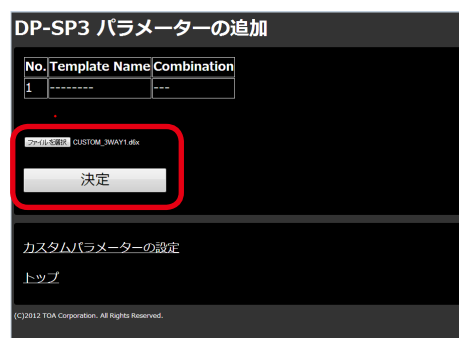 DP-SP3 パラメーターの追加
No. Template Name Combination
1 -------- ---
*
ファイルを選択 CUSTOM_3WAY1.d6x
決定
カスタムパラメーターの設定
トップ
(C)2012 TOA Corporation. All Rights Reserved.